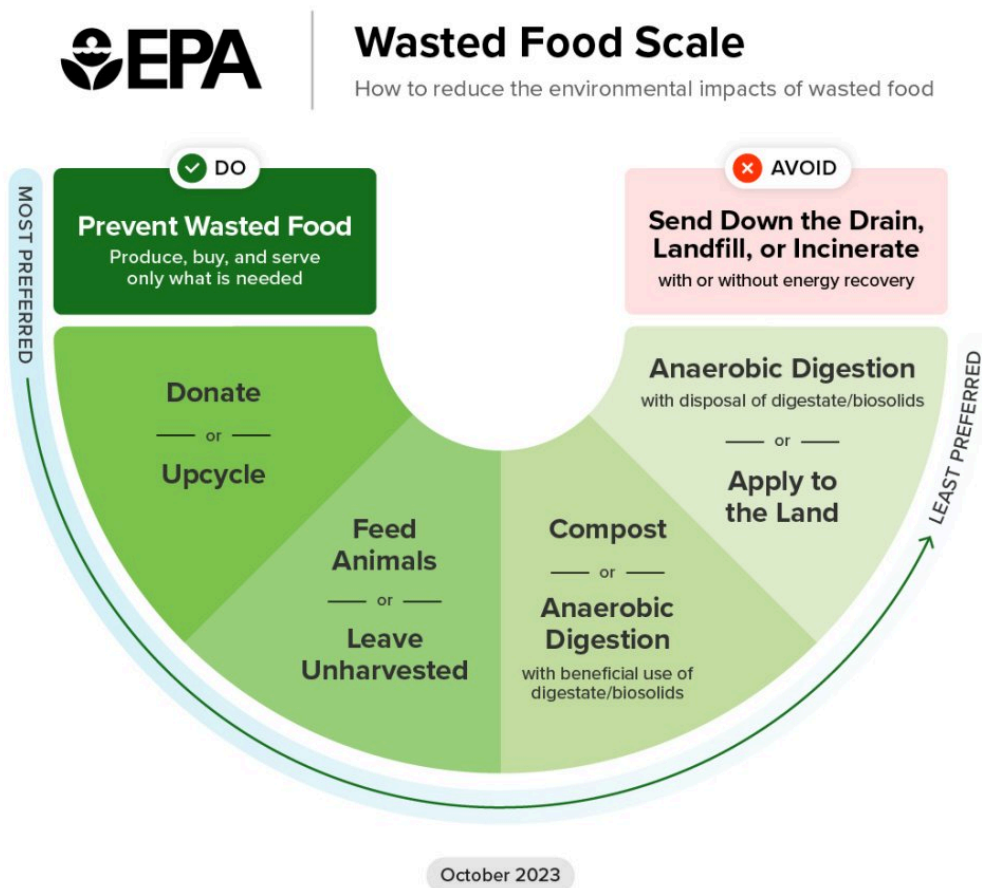 EPA
Wasted Food Scale
How to reduce the environmental impacts of wasted food
DO
Prevent Wasted Food
Produce, buy, and serve
only what is needed
AVOID
Send Down the Drain,
Landfill, or Incinerate
with or without energy recovery
MOST PREFERRED
Donate
or
Upcycle
Feed
Animals
or
Leave
Unharvested
Compost
or
Anaerobic
Digestion
with beneficial use of
digestate/biosolids
Anaerobic Digestion
with disposal of digestate/biosolids
or
Apply to
the Land
LEAST PREFERRED
October 2023